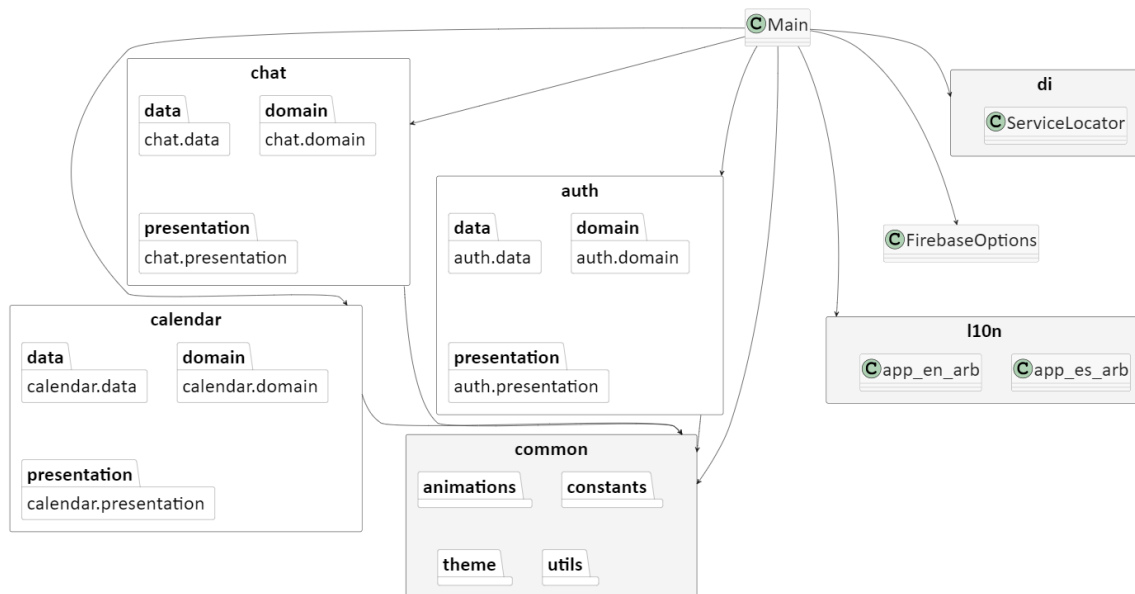 C Main
chat
data
domain
chat.data
chat.domain
presentation
chat.presentation
di
C ServiceLocator
auth
data
domain
auth.data
auth.domain
presentation
auth.presentation
C FirebaseOptions
calendar
data
domain
calendar.data
calendar.domain
presentation
calendar.presentation
l10n
C app_en_arb
C app_es_arb
common
animations
constants
theme
utils